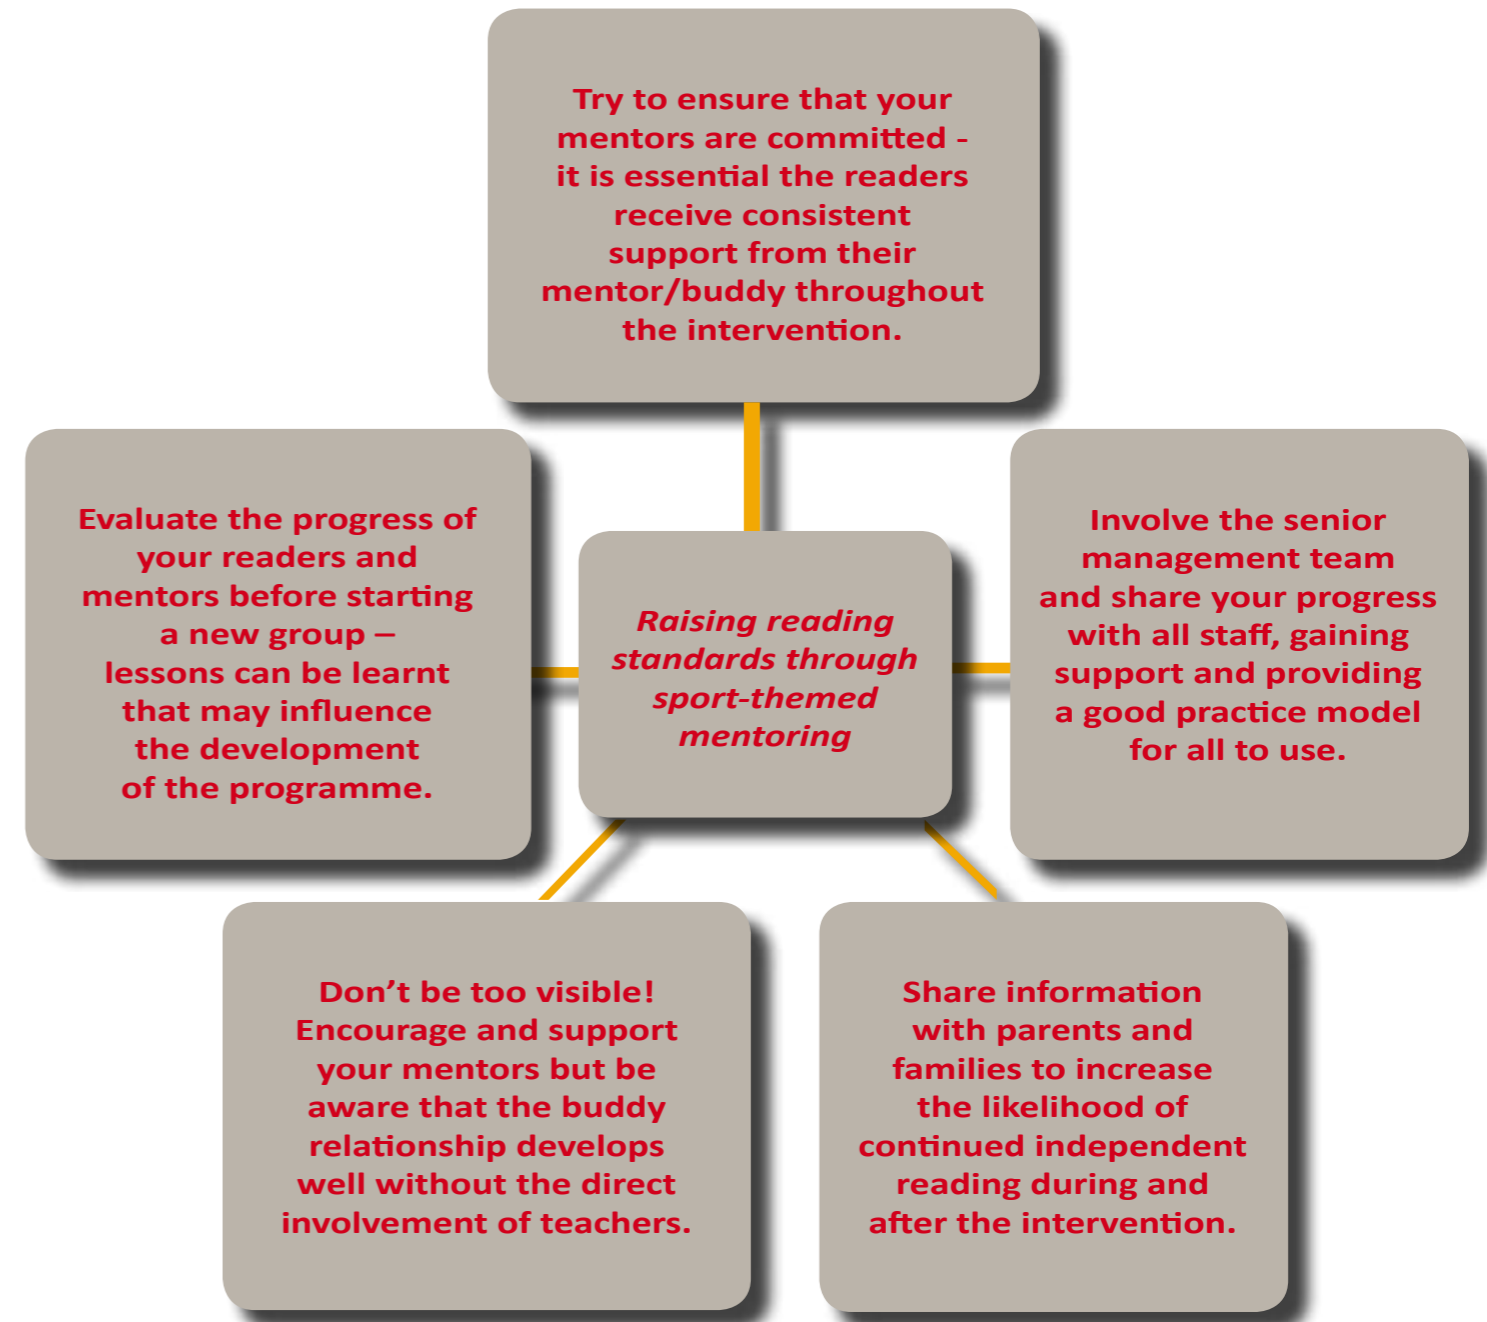 Try to ensure that your
mentors are committed -
it is essential the readers
receive consistent
support from their
mentor/buddy throughout
the intervention.
Evaluate the progress of
your readers and
mentors before starting
a new group –
lessons can be learnt
that may influence
the development
of the programme.
Raising reading
standards through
sport-themed
mentoring
Involve the senior
management team
and share your progress
with all staff, gaining
support and providing
a good practice model
for all to use.
Don’t be too visible!
Encourage and support
your mentors but be
aware that the buddy
relationship develops
well without the direct
involvement of teachers.
Share information
with parents and
families to increase
the likelihood of
continued independent
reading during and
after the intervention.